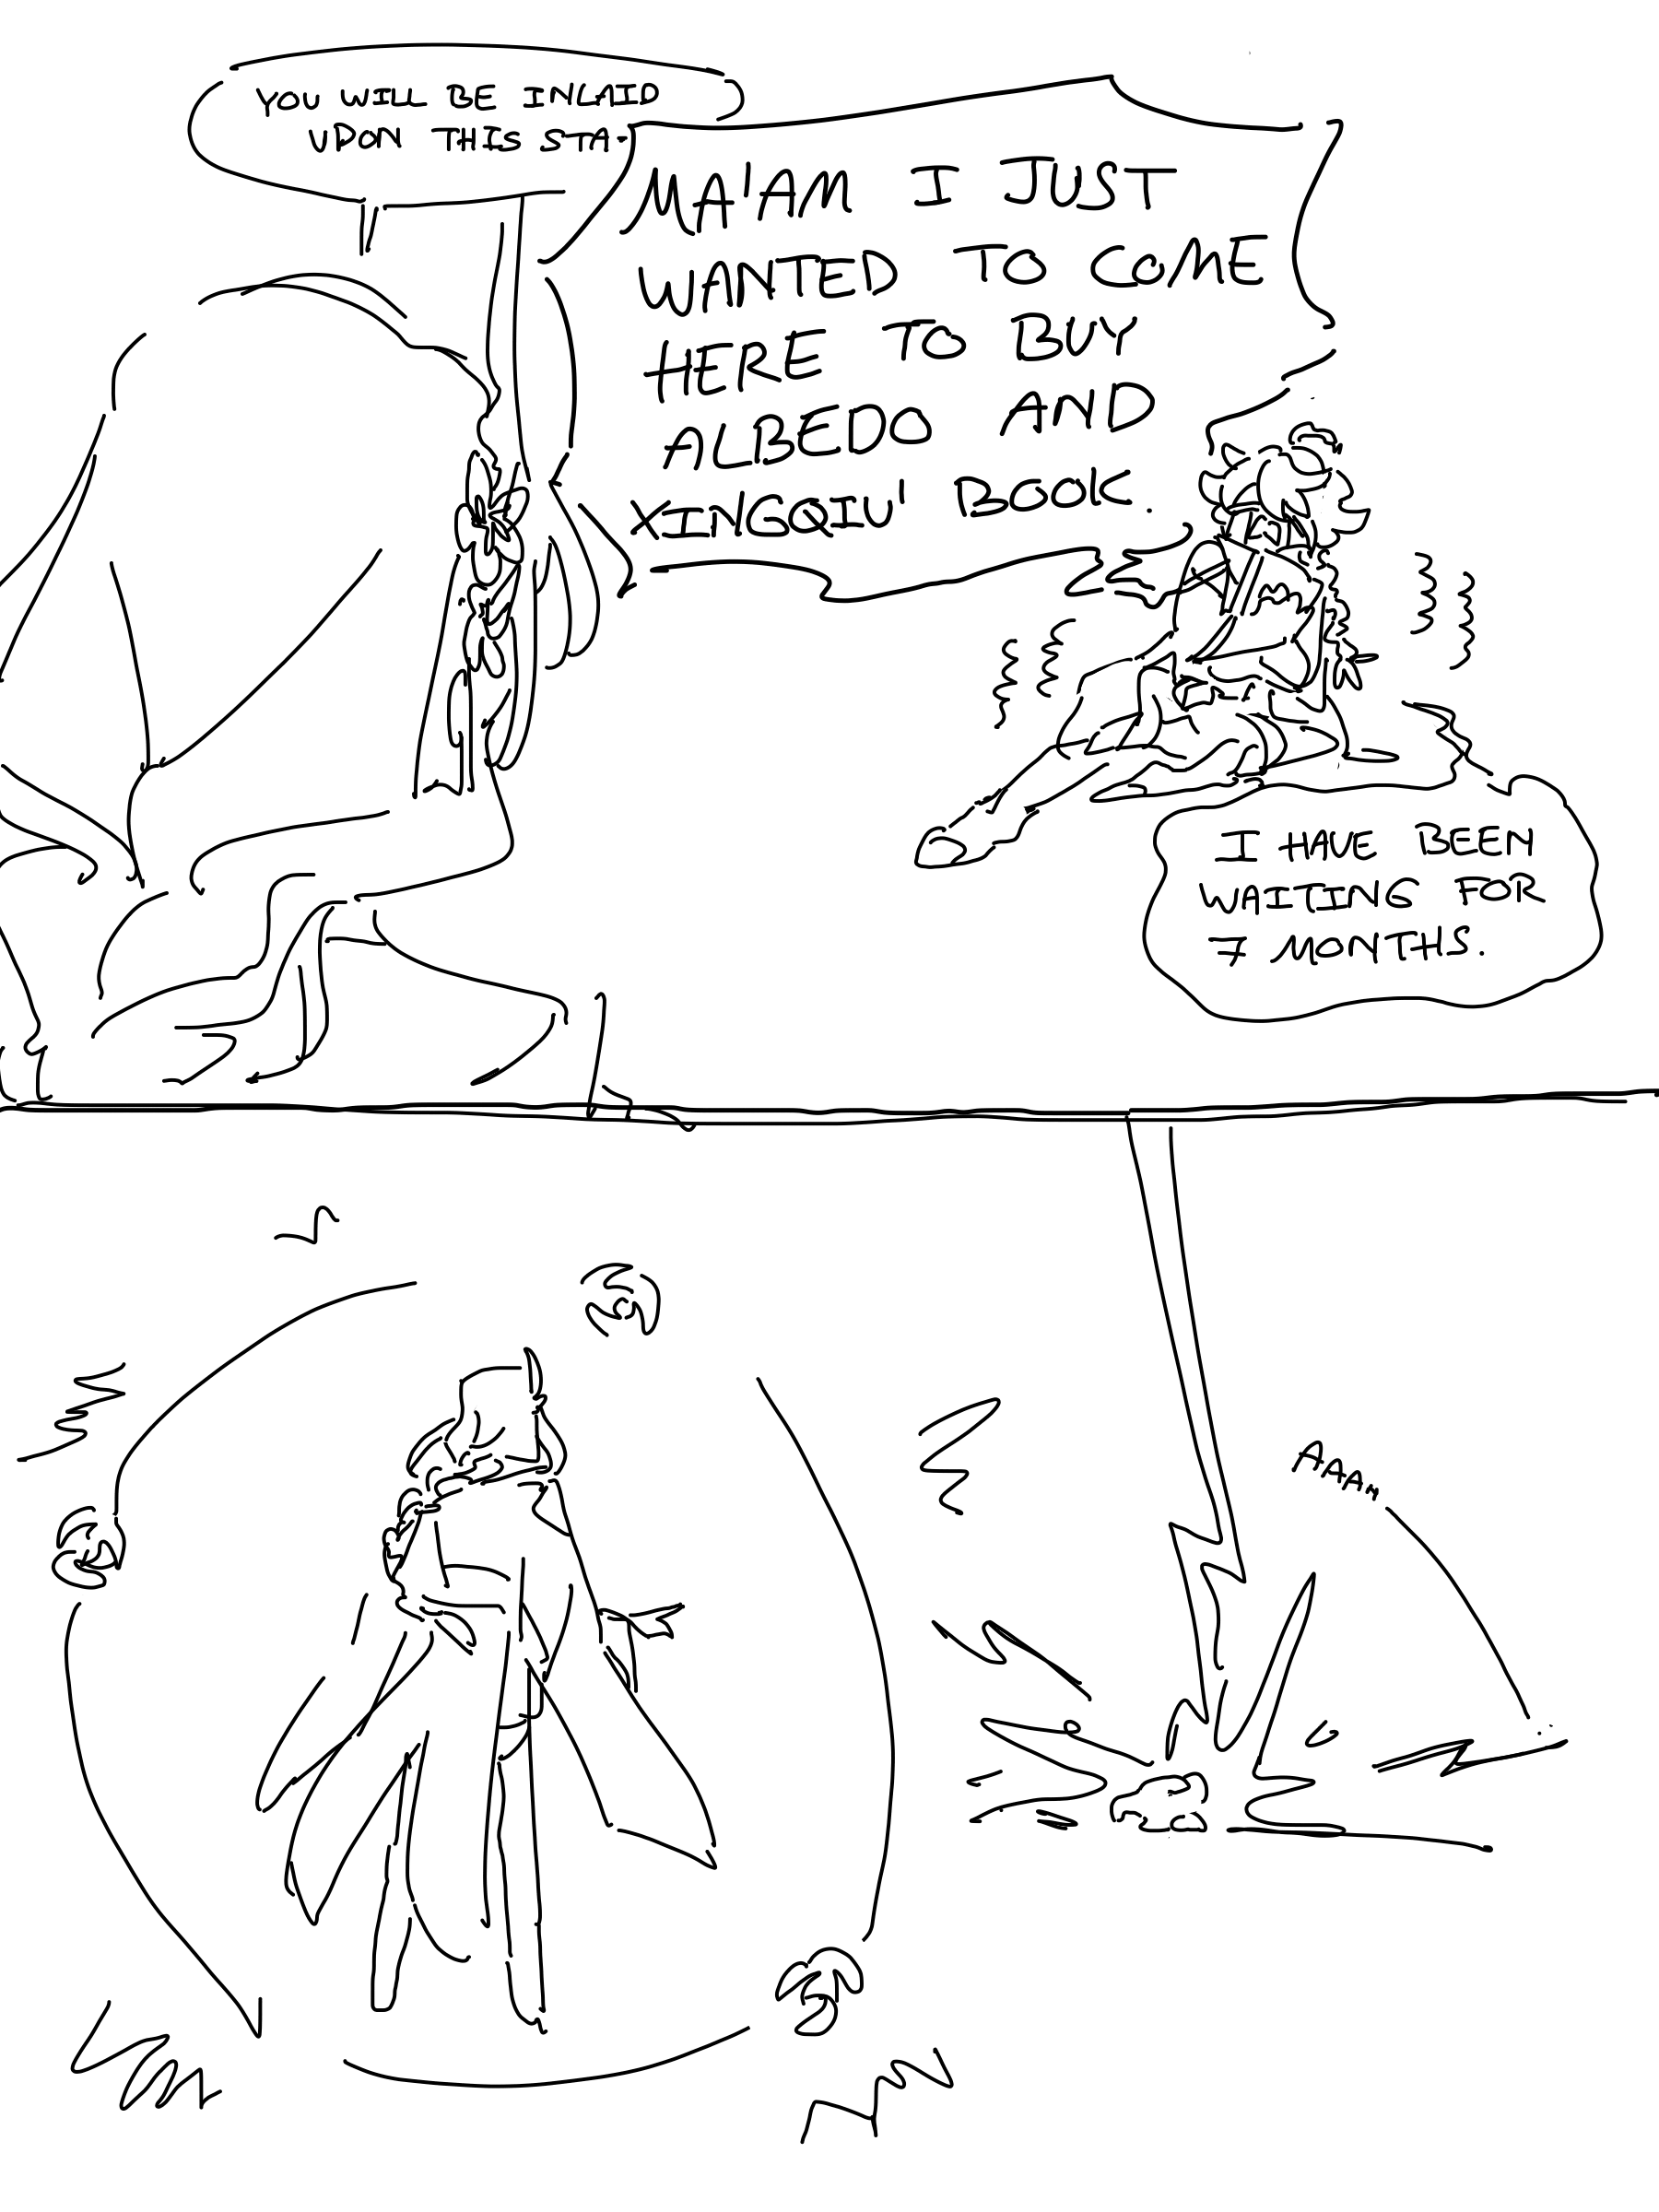 YOU WILL BE INLAID
UPON THIS STA
MA'AM I JUST
WANTED TO COME
HERE TO BUY
ALBEDO AND
XINGQIU' BOOK.
I HAVE BEEN
WAITING FOR
7 MONTHS.
AAAA